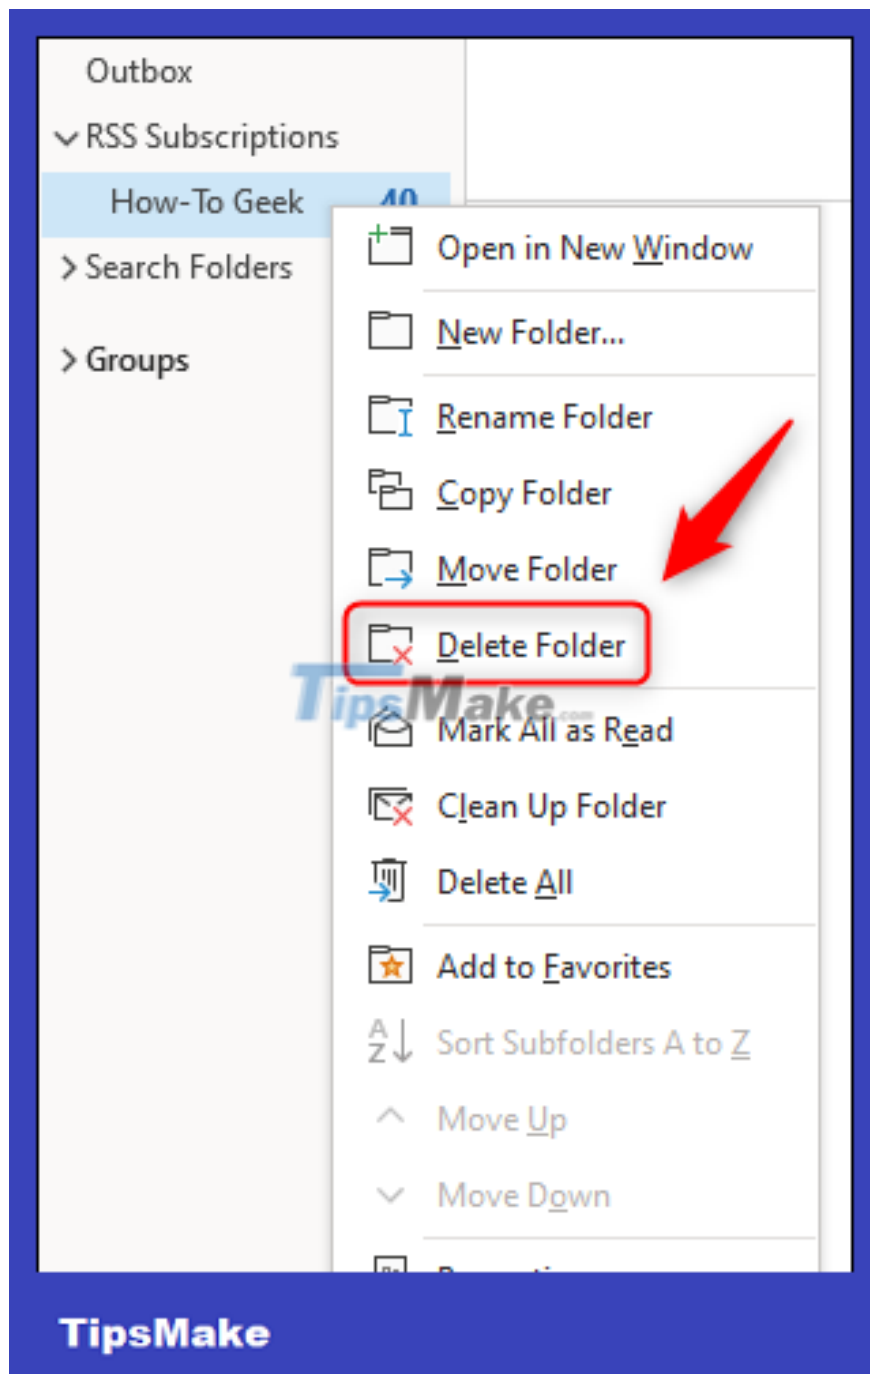 Outbox
RSS Subscriptions
How-To Geek 40
Search Folders
Groups
Open in New Window
New Folder...
Rename Folder
Copy Folder
Move Folder
Delete Folder
TipsMake.com
Mark All as Read
Clean Up Folder
Delete All
Add to Favorites
A
Z
Sort Subfolders A to Z
Move Up
Move Down
TipsMake